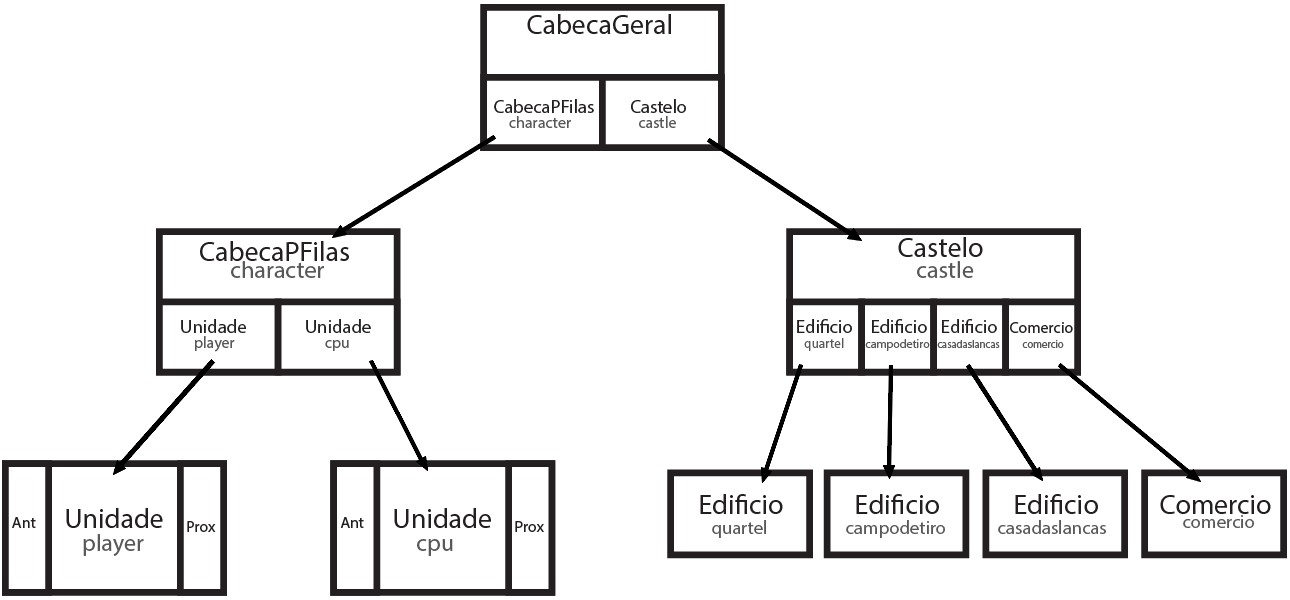 CabecaGeral
CabecaPFilas
character
Castelo
castle
CabecaPFilas
character
Unidade
player
Unidade
cpu
Castelo
castle
Edificio
quartel
Edificio
campodetiro
Edificio
casadaslancas
Comercio
comercio
Ant
Unidade
player
Prox
Ant
Unidade
cpu
Prox
Edificio
quartel
Edificio
campodetiro
Edificio
casadaslancas
Comercio
comercio